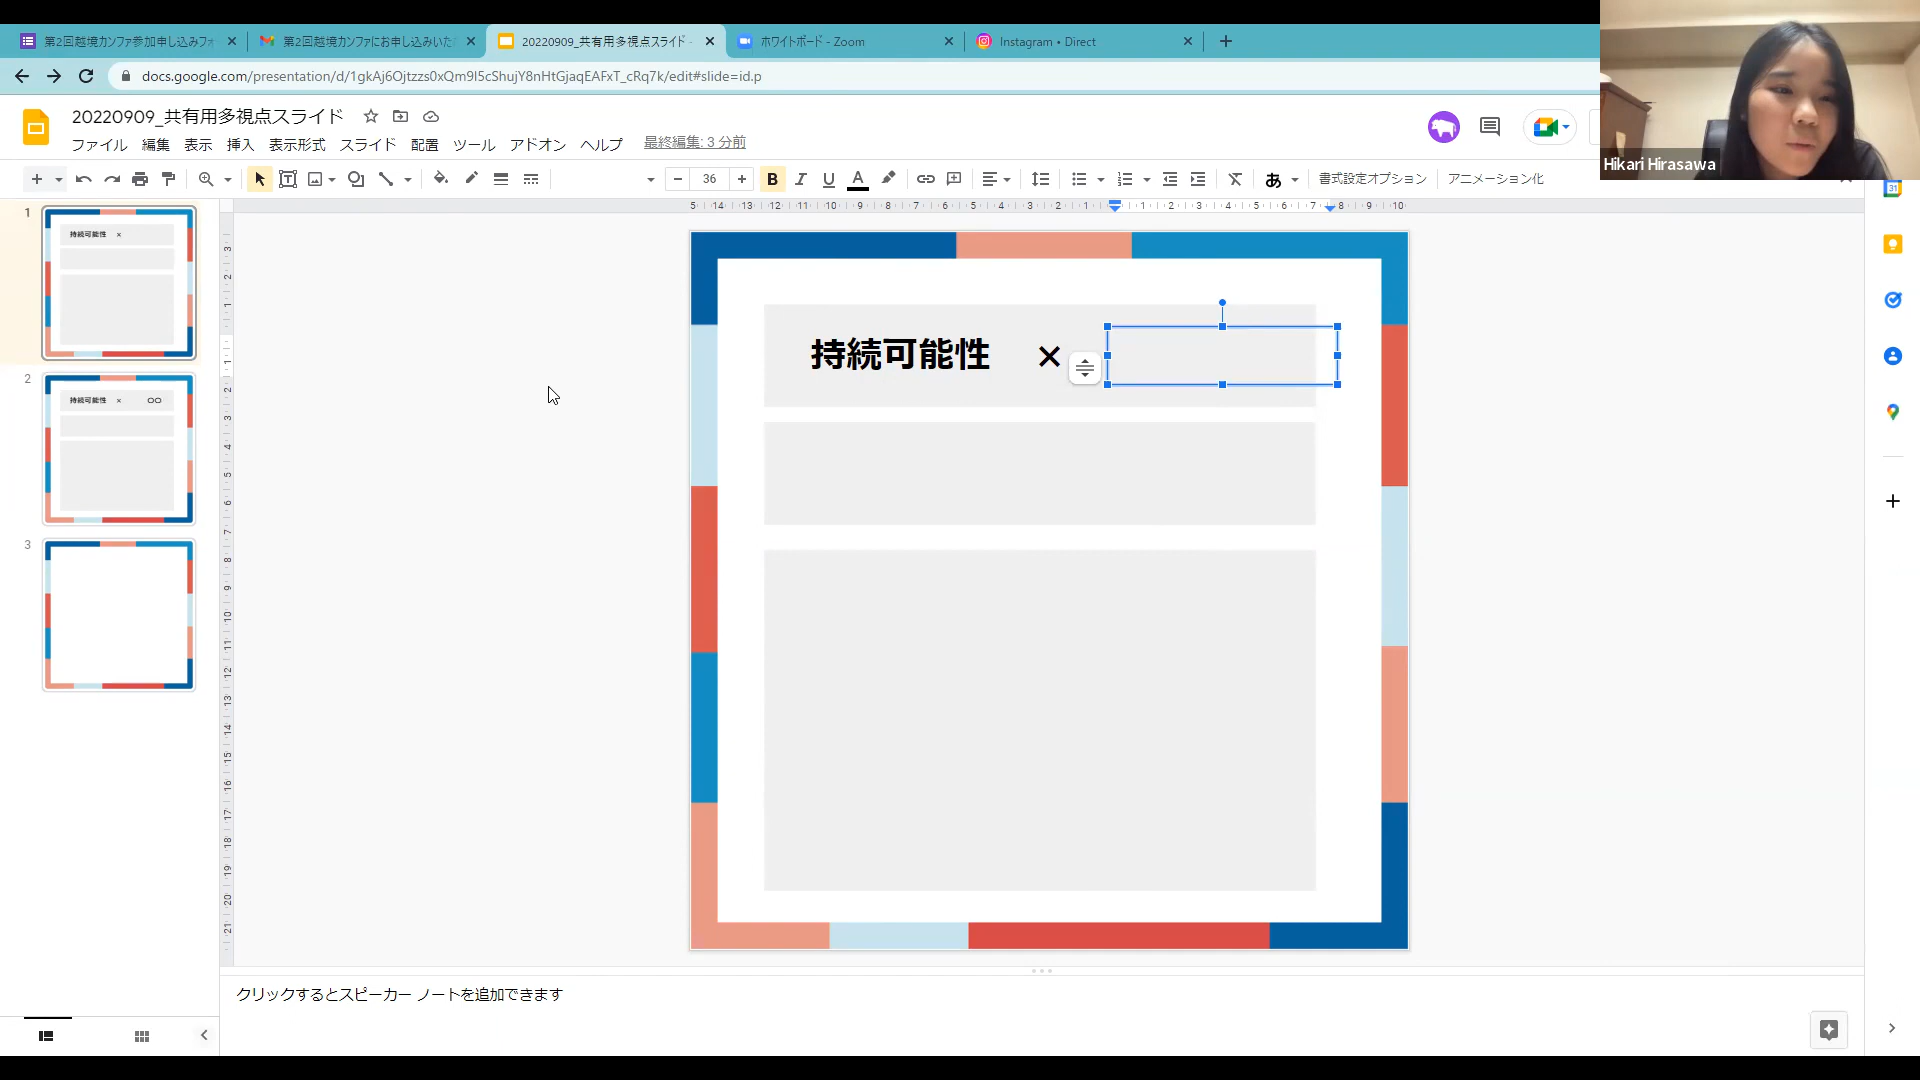 第2回越境カンファ参加申し込みフォ
第2回越境カンファにお申し込みいた
20220909_共有用多視点スライド -
ホワイトボード - Zoom
Instagram • Direct
docs.google.com/presentation/d/1gkAj6Ojtzzs0xQm9I5cShujY8nHtGjaqEAFxT_cRq7k/edit#slide=id.p
20220909_共有用多視点スライド
ファイル 編集 表示 挿入 表示形式 スライド 配置 ツール アドオン ヘルプ 最終編集: 3 分前
36 B I U A あ 書式設定オプション アニメーション化
Hikari Hirasawa
1
持続可能性 ×
2
持続可能性 × 〇〇
3
持続可能性 ×
クリックするとスピーカー ノートを追加できます